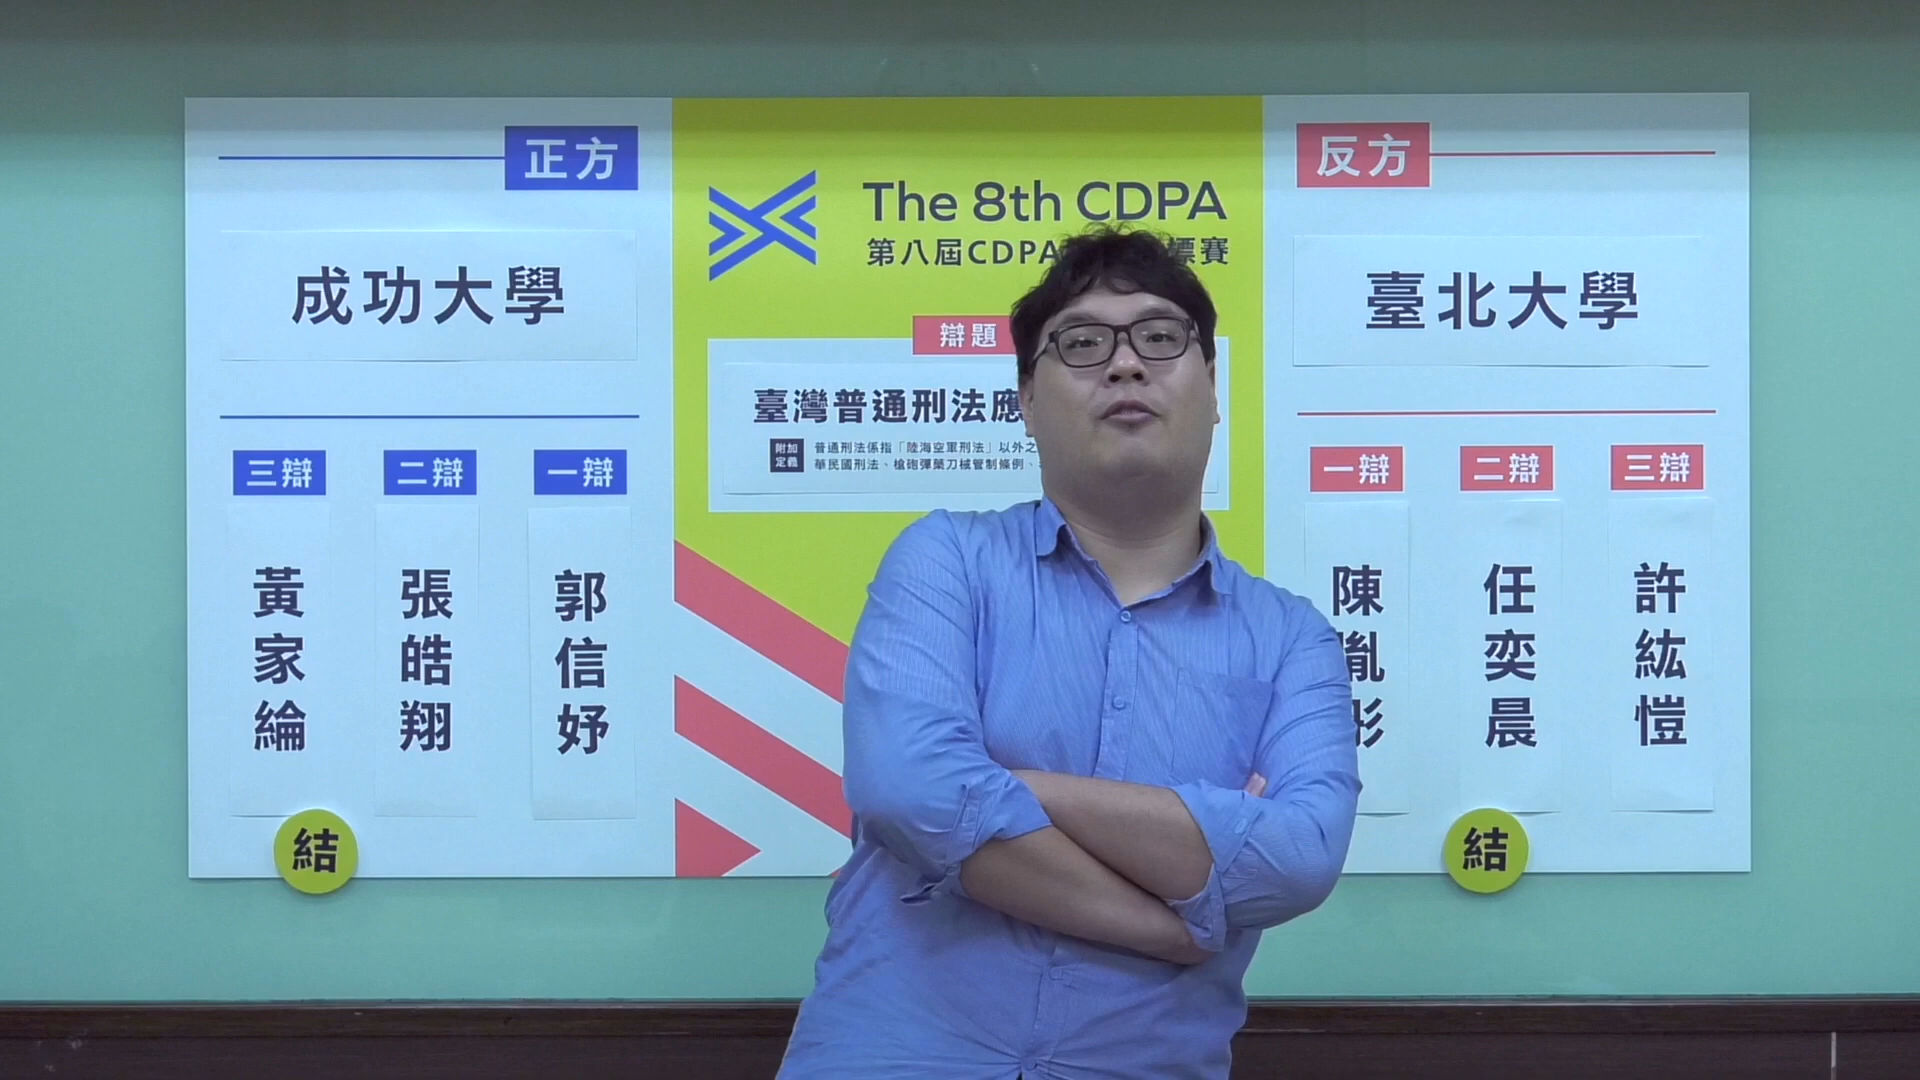 正方
成功大學
三辯
二辯
一辯
黃家綸
張皓翔
郭信妤
結
The 8th CDPA
第八屆CDPA
標賽
辯題
臺灣普通刑法應
附加
定義
普通刑法係指「陸海空軍刑法」以外之
華民國刑法、槍砲彈藥刀械管制條例、
反方
臺北大學
一辯
二辯
三辯
陳胤彤
任奕晨
許紘愷
結